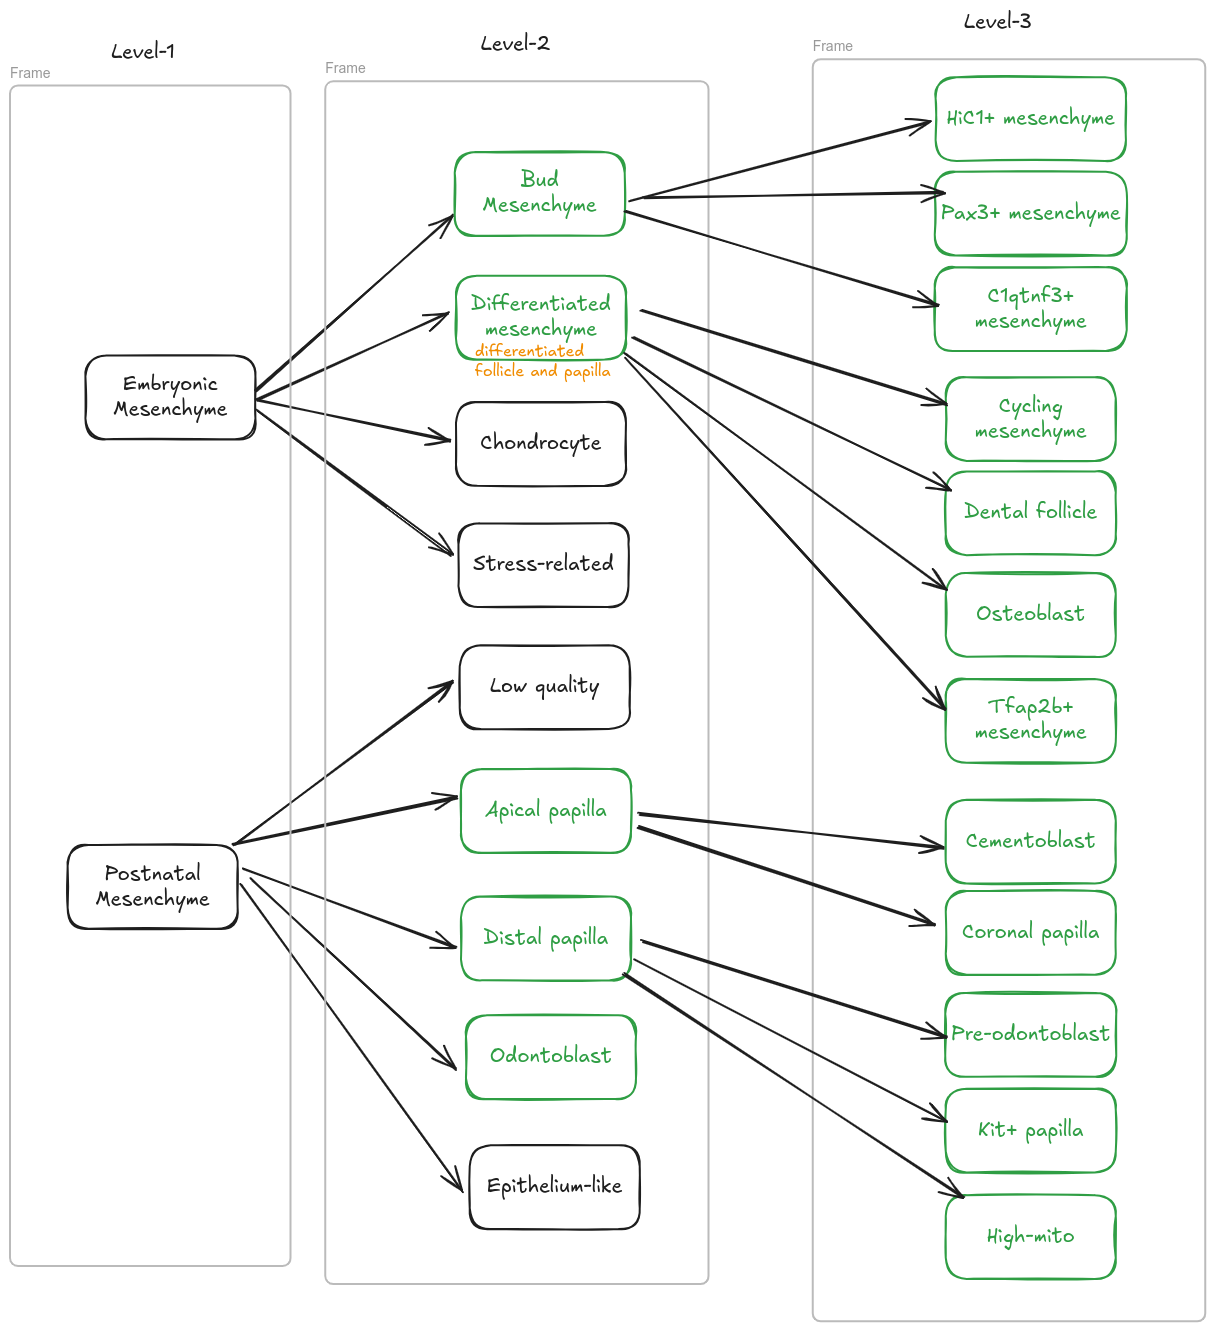 Level-1
Level-2
Level-3
Frame
Frame
Frame
Embryonic
Mesenchyme
Postnatal
Mesenchyme
Bud
Mesenchyme
Differentiated
mesenchyme
differentiated
follicle and papilla
Chondrocyte
Stress-related
Low quality
Apical papilla
Distal papilla
Odontoblast
Epithelium-like
HiC1+ mesenchyme
Pax3+ mesenchyme
C1qtnf3+
mesenchyme
Cycling
mesenchyme
Dental follicle
Osteoblast
Tfap2b+
mesenchyme
Cementoblast
Coronal papilla
Pre-odontoblast
Kit+ papilla
High-mito